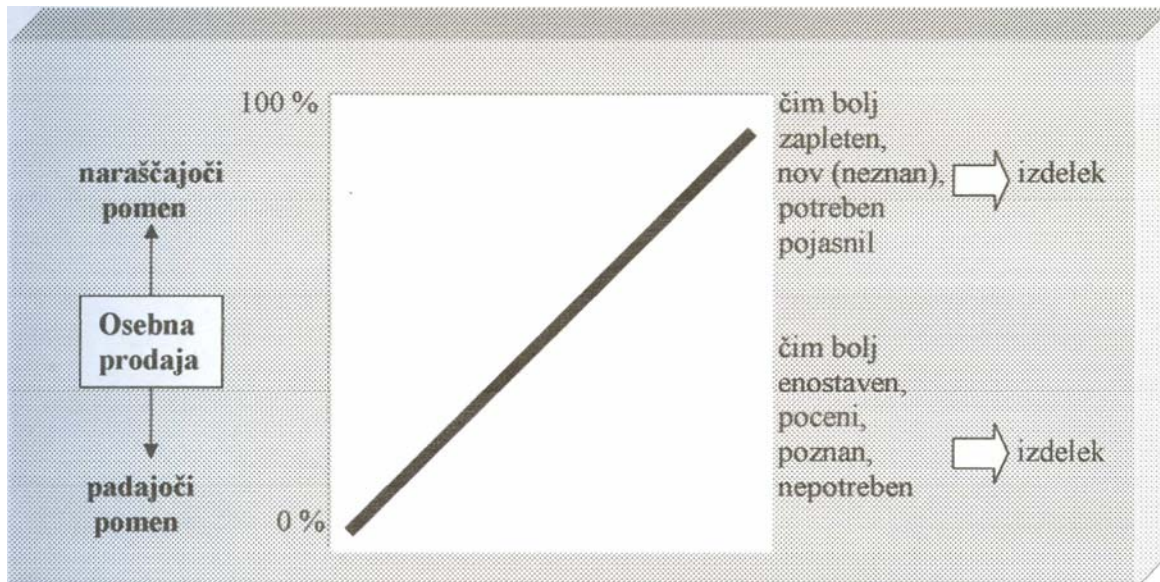 100 %
naraščajoči
pomen
Osebna
prodaja
padajoči
pomen
0 %
čim bolj
zapleten,
nov (neznan),
potreben
pojasnil
izdelek
čim bolj
enostaven,
poceni,
poznan,
nepotreben
izdelek